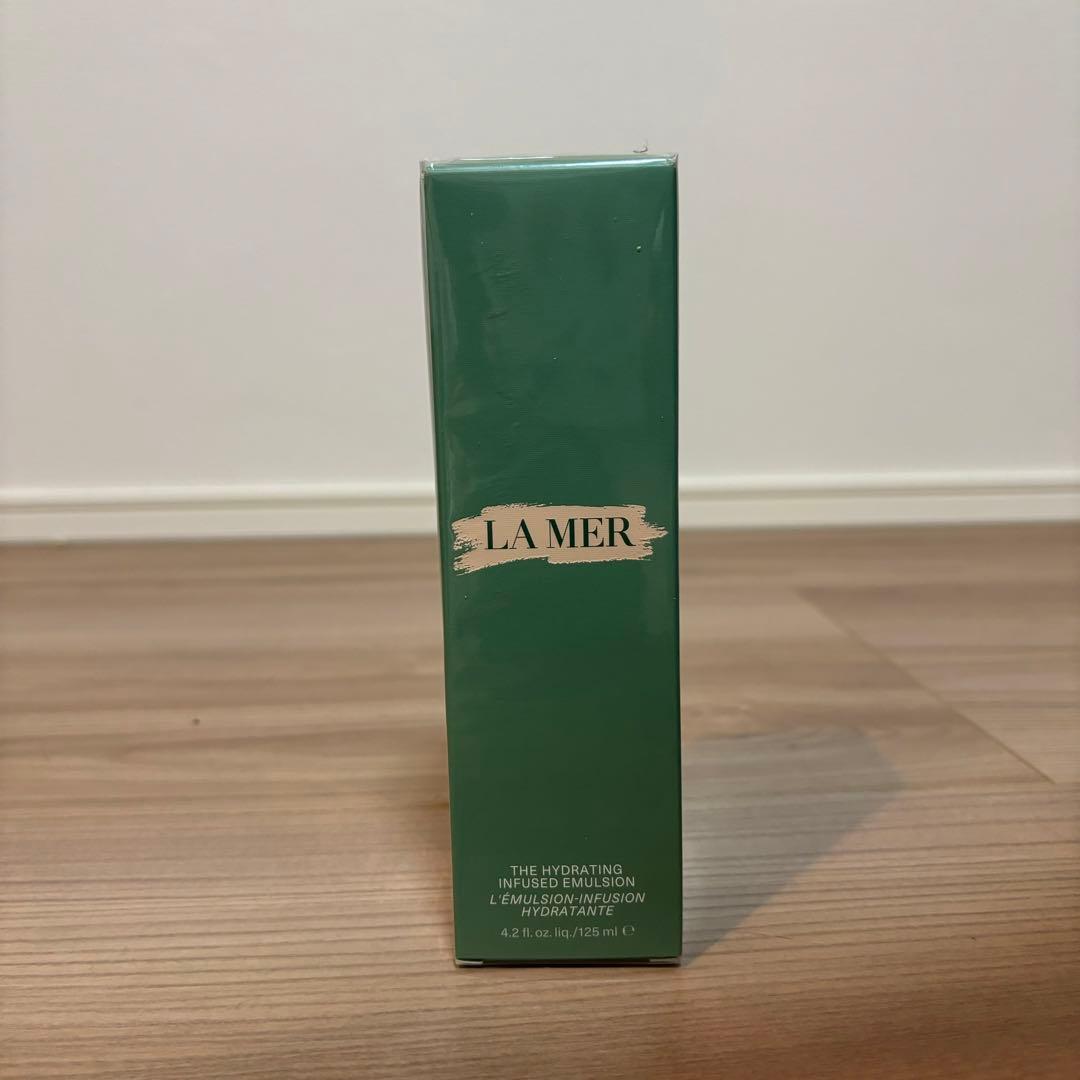 LA MER
THE HYDRATING
INFUSED EMULSION
L'ÉMULSION-INFUSION
HYDRATANTE
4.2 fl. oz. liq./125 ml ℮